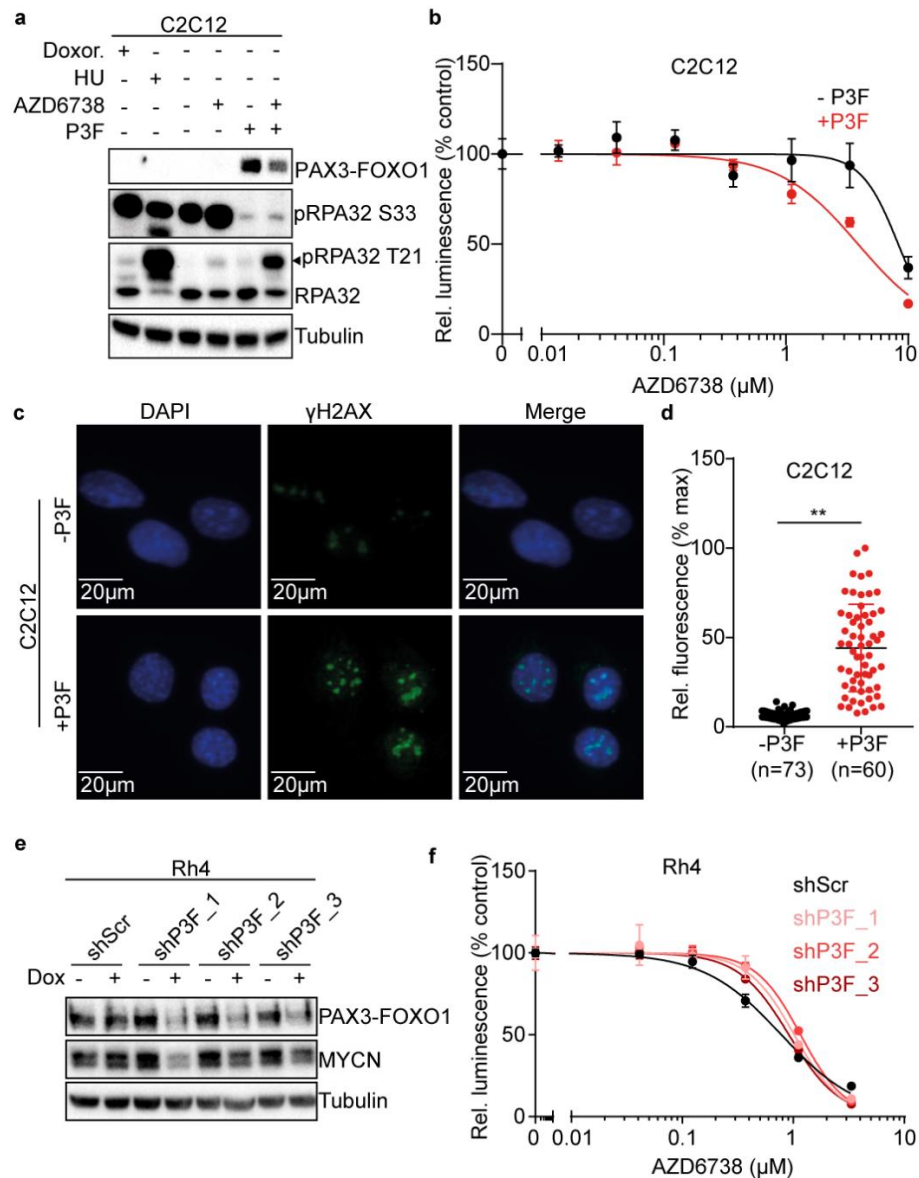 a
C2C12
Doxor. + - - - - -
HU - + - - - -
AZD6738 - - - + - +
P3F - - - - + +
PAX3-FOXO1
pRPA32 S33
◄pRPA32 T21
RPA32
Tubulin
b
C2C12
- P3F
+P3F
Rel. luminescence (% control)
150
100
50
0
0 0.01 0.1 1 10
AZD6738 (µM)
c
DAPI γH2AX Merge
C2C12
-P3F
20µm 20µm 20µm
+P3F
20µm 20µm 20µm
d
C2C12
**
Rel. fluorescence (% max)
150
100
50
0
-P3F +P3F
(n=73) (n=60)
e
Rh4
shScr shP3F_1 shP3F_2 shP3F_3
Dox - + - + - + - +
PAX3-FOXO1
MYCN
Tubulin
f
Rh4
shScr
shP3F_1
shP3F_2
shP3F_3
Rel. luminescence (% control)
150
100
50
0
0 0.01 0.1 1 10
AZD6738 (µM)